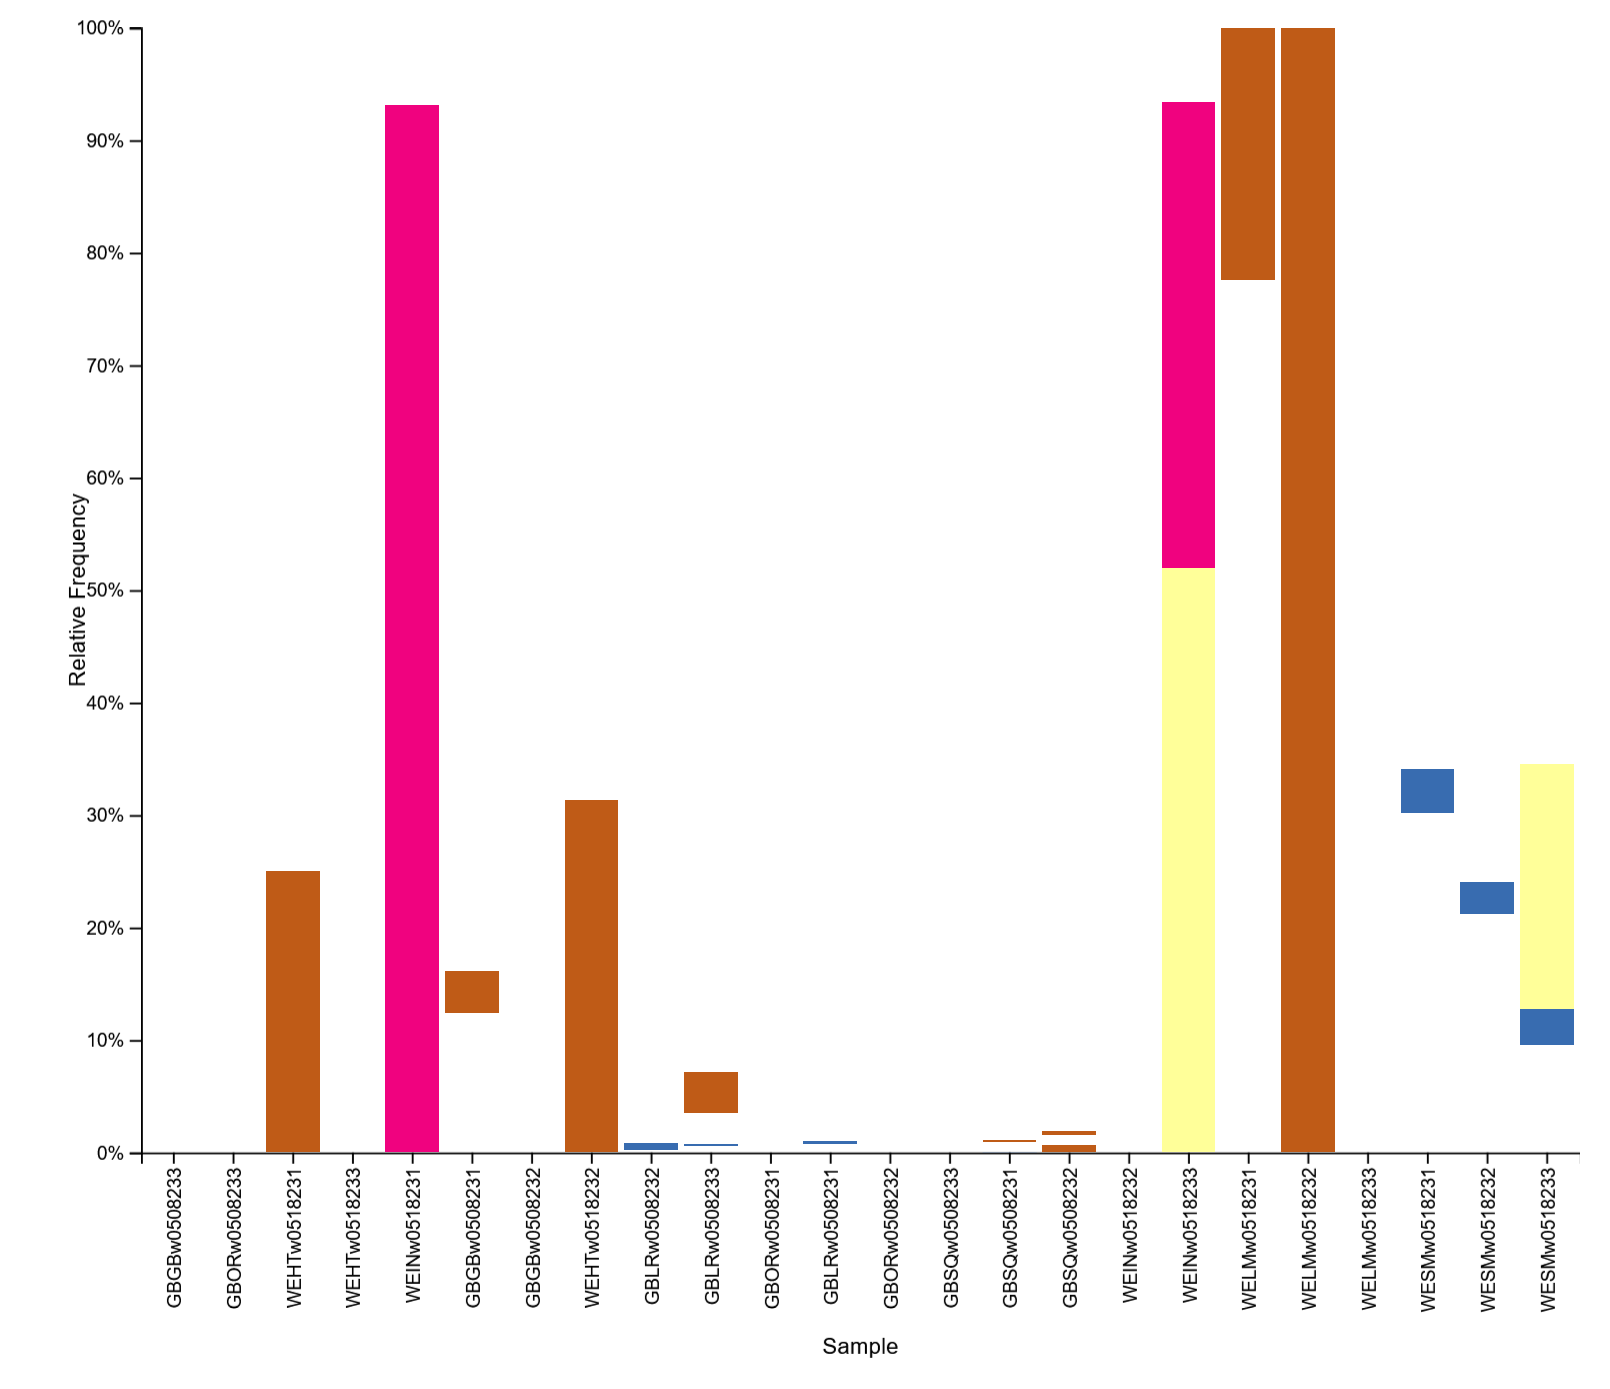 100%
90%
80%
70%
60%
50%
40%
30%
20%
10%
0%
Relative Frequency
GBGBw0508233
GBORw0508233
WEHTw0518231
WEHTw0518233
WEINw0518231
GBGBw0508231
GBGBw0508232
WEHTw0518232
GBLRw0508232
GBLRw0508233
GBORw0508231
GBLRw0508231
GBORw0508232
GBSQw0508233
GBSQw0508231
GBSQw0508232
WEINw0518232
WEINw0518233
WELMw0518231
WELMw0518232
WELMw0518233
WESMw0518231
WESMw0518232
WESMw0518233
Sample